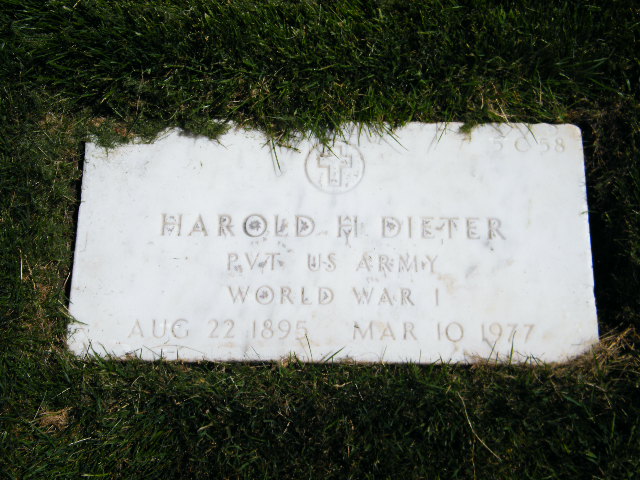 5 C 58
HAROLD H DIETER
PVT US ARMY
WORLD WAR I
AUG 22 1895 MAR 10 1977